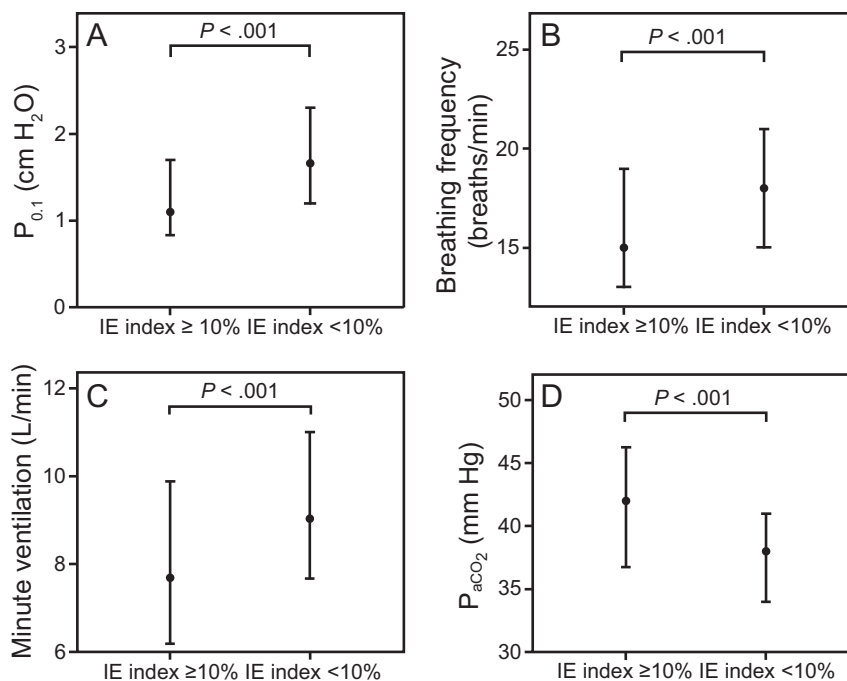 A
P < .001
P0.1 (cm H2O)
3
2
1
0
IE index ≥ 10% IE index <10%
B
P < .001
Breathing frequency
(breaths/min)
25
20
15
IE index ≥10% IE index <10%
C
P < .001
Minute ventilation (L/min)
12
10
8
6
IE index ≥10% IE index <10%
D
P < .001
PaCO2 (mm Hg)
50
45
40
35
30
IE index ≥10% IE index <10%